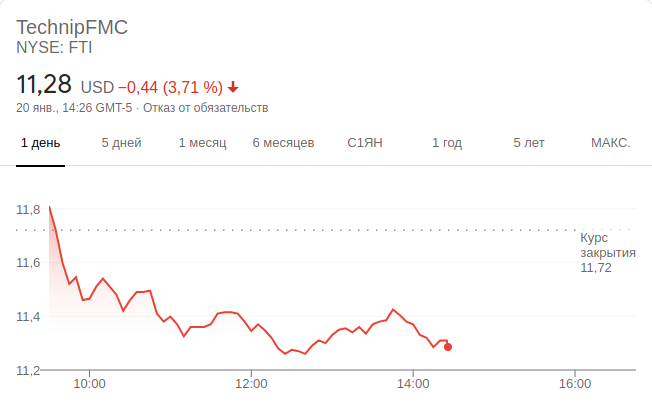 TechnipFMC
NYSE: FTI
11,28 USD −0,44 (3,71 %)
20 янв., 14:26 GMT-5 · Отказ от обязательств
1 день 5 дней 1 месяц 6 месяцев С1ЯН 1 год 5 лет МАКС.
11,8
Курс
закрытия
11,72
11,6
11,4
11,2
10:00 12:00 14:00 16:00